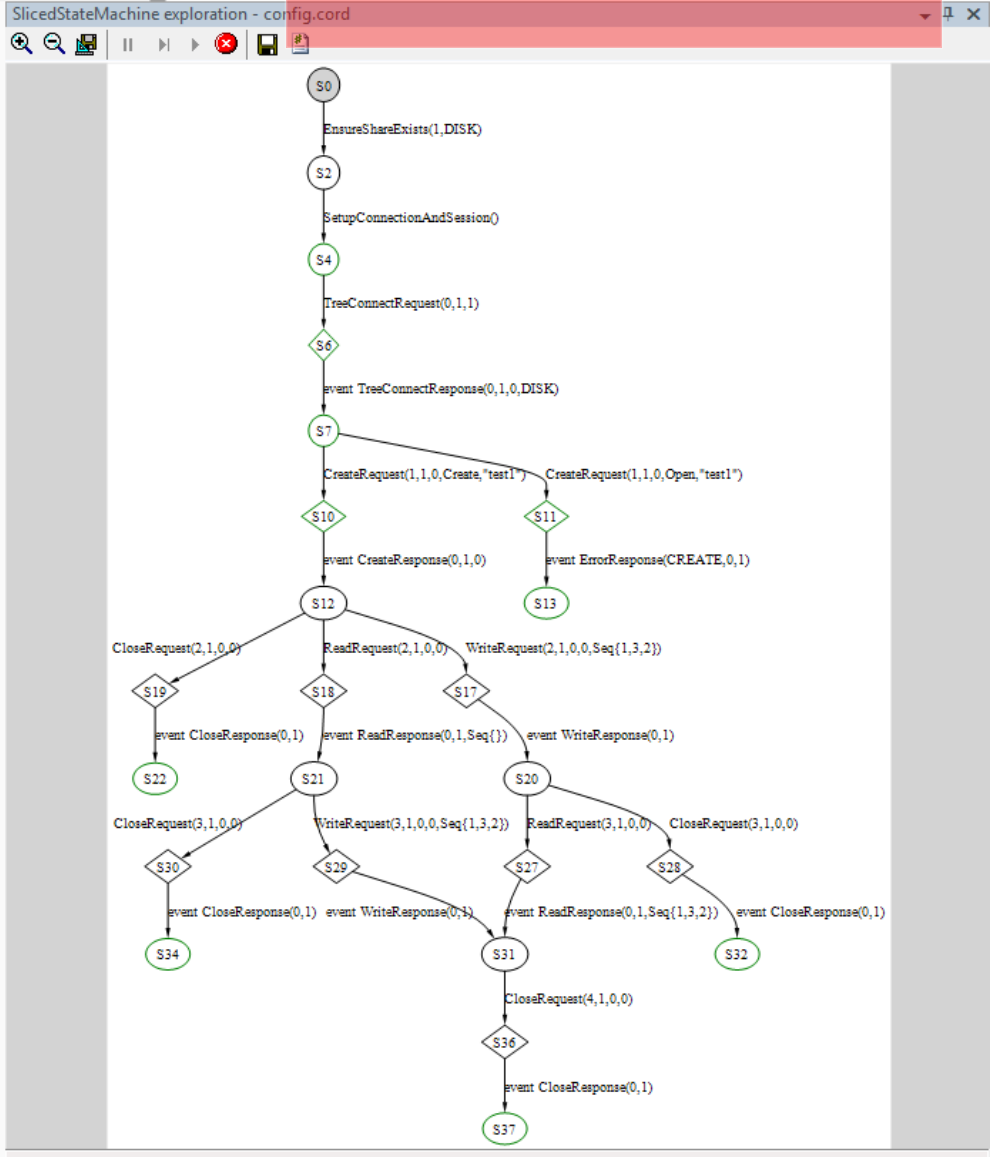 SlicedStateMachine exploration - config.cord
S0
EnsureShareExists(1,DISK)
S2
SetupConnectionAndSession()
S4
TreeConnectRequest(0,1,1)
S6
event TreeConnectResponse(0,1,0,DISK)
S7
CreateRequest(1,1,0,Create,"test1") CreateRequest(1,1,0,Open,"test1")
S10 S11
event CreateResponse(0,1,0) event ErrorResponse(CREATE,0,1)
S12 S13
CloseRequest(2,1,0,0) ReadRequest(2,1,0,0) WriteRequest(2,1,0,0,Seq{1,3,2})
S19 S18 S17
event CloseResponse(0,1) event ReadResponse(0,1,Seq{}) event WriteResponse(0,1)
S22 S21 S20
CloseRequest(3,1,0,0) WriteRequest(3,1,0,0,Seq{1,3,2}) ReadRequest(3,1,0,0) CloseRequest(3,1,0,0)
S30 S29 S27 S28
event CloseResponse(0,1) event WriteResponse(0,1) event ReadResponse(0,1,Seq{1,3,2}) event CloseResponse(0,1)
S34 S31 S32
CloseRequest(4,1,0,0)
S36
event CloseResponse(0,1)
S37